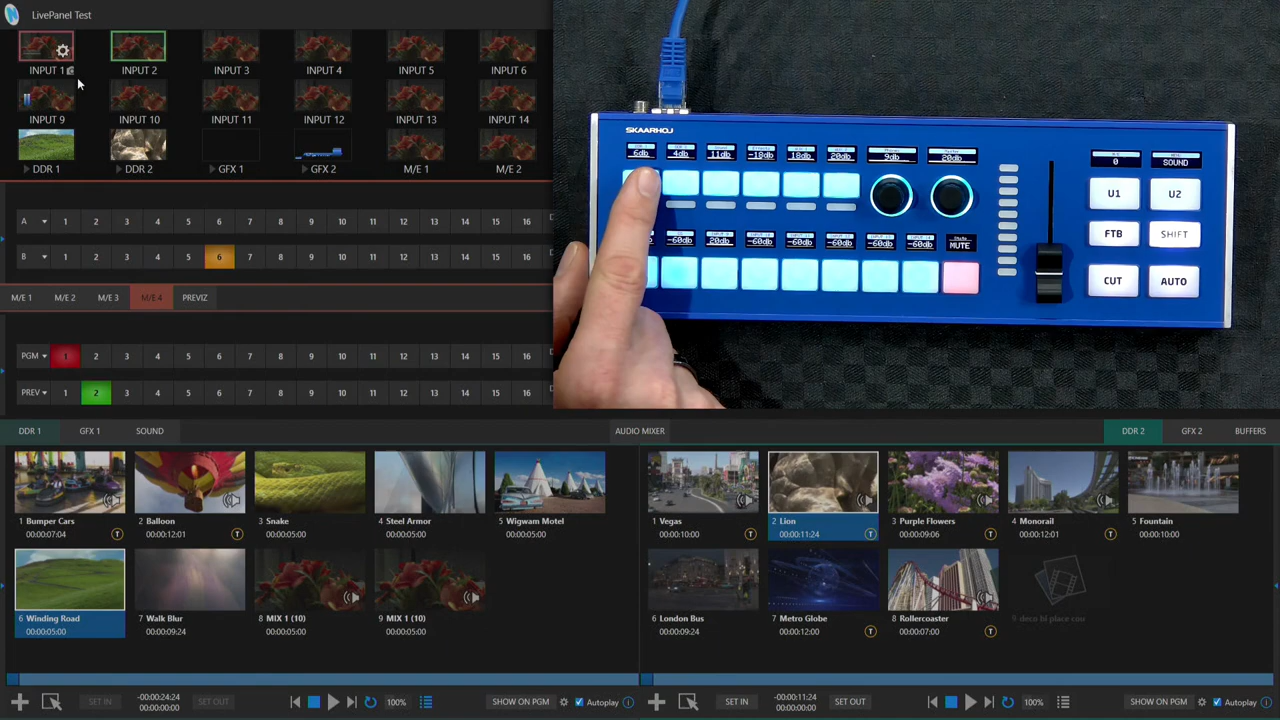 LivePanel Test
INPUT 1 INPUT 2 INPUT 3 INPUT 4 INPUT 5 INPUT 6
INPUT 9 INPUT 10 INPUT 11 INPUT 12 INPUT 13 INPUT 14
DDR 1 DDR 2 GFX 1 GFX 2 M/E 1 M/E 2
A 1 2 3 4 5 6 7 8 9 10 11 12 13 14 15 16 D
B 1 2 3 4 5 6 7 8 9 10 11 12 13 14 15 16 D
M/E 1 M/E 2 M/E 3 M/E 4 PREVIZ
PGM 1 2 3 4 5 6 7 8 9 10 11 12 13 14 15 16
PREV 1 2 3 4 5 6 7 8 9 10 11 12 13 14 15 16
SKAARHOJ
6db 4db 11db -18db 18db 20db 9db 20db
0 SOUND
U1 U2
-60db 20db -60db -60db -60db -60db -60db MUTE
FTB SHIFT
CUT AUTO
DDR 1 GFX 1 SOUND AUDIO MIXER DDR 2 GFX 2 BUFFERS
1 Bumper Cars 2 Balloon 3 Snake 4 Steel Armor 5 Wigwam Motel
00:00:07:04 T 00:00:12:01 T 00:00:05:00 00:00:05:00 00:00:05:00
6 Winding Road 7 Walk Blur 8 MIX 1 (10) 9 MIX 1 (10)
00:00:05:00 00:00:09:24 00:00:05:00 00:00:05:00
1 Vegas 2 Lion 3 Purple Flowers 4 Monorail 5 Fountain
00:00:10:00 00:00:11:24 T 00:00:09:06 T 00:00:12:01 T 00:00:10:00
6 London Bus 7 Metro Globe 8 Rollercoaster 9 deco bl place cou
00:00:09:24 00:00:12:00 T 00:00:07:00 T
SET IN -00:00:24:24 SET OUT 100% SHOW ON PGM Autoplay
00:00:00:00
SET IN -00:00:11:24 SET OUT 100% SHOW ON PGM Autoplay
00:00:00:00